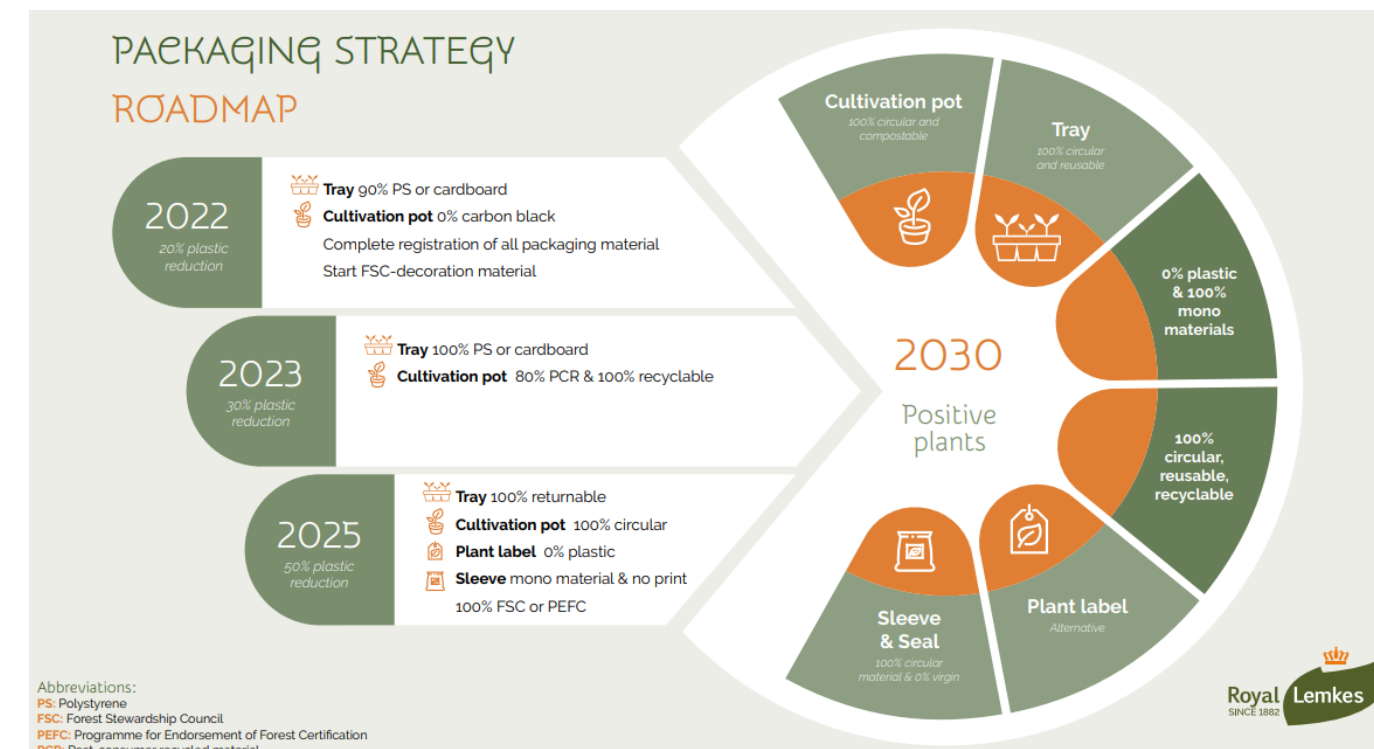 PACKAGING STRATEGY
ROADMAP
2022
20% plastic
reduction
Tray 90% PS or cardboard
Cultivation pot 0% carbon black
Complete registration of all packaging material
Start FSC-decoration material
2023
30% plastic
reduction
Tray 100% PS or cardboard
Cultivation pot 80% PCR & 100% recyclable
2025
50% plastic
reduction
Tray 100% returnable
Cultivation pot 100% circular
Plant label 0% plastic
Sleeve mono material & no print
100% FSC or PEFC
2030
Positive
plants
Cultivation pot
100% circular and
compostable
Tray
100% circular
and reusable
0% plastic
& 100%
mono
materials
100%
circular,
reusable,
recyclable
Plant label
Alternative
Sleeve
& Seal
100% circular
material & 0% virgin
Abbreviations:
PS: Polystyrene
FSC: Forest Stewardship Council
PEFC: Programme for Endorsement of Forest Certification
PCR: Post-consumer recycled material
Royal Lemkes
SINCE 1882